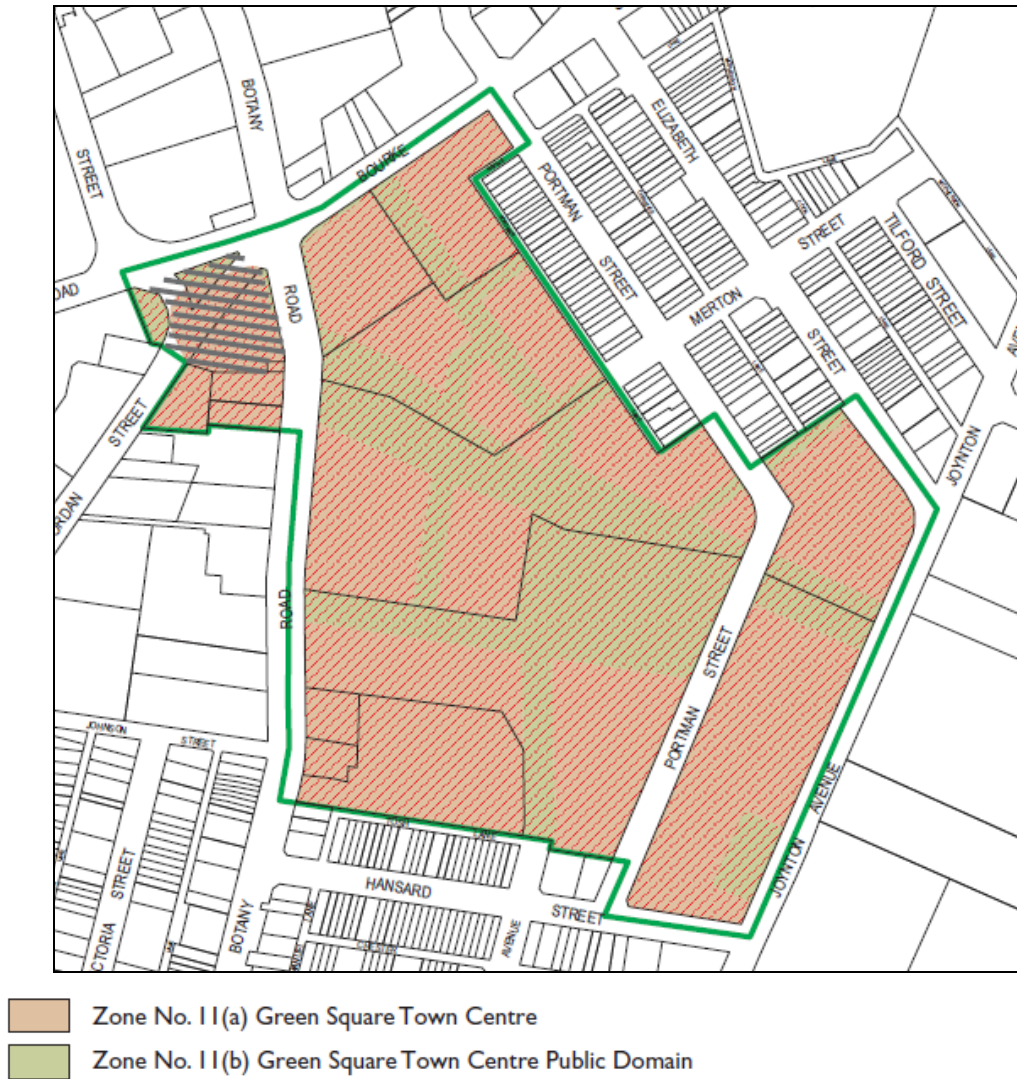 BOTANY
STREET
BOURKE
ELIZABETH
PORTMAN
STREET
STREET
TILFORD
STREET
MERTON
STREET
ROAD
JOYNTON
STREET
ROAD
STREET
PORTMAN
JOHNSON
STREET
AVENUE
JOYNTON
HANSARD
STREET
STREET
BOTANY
AVENUE
Zone No. 11(a) Green Square Town Centre
Zone No. 11(b) Green Square Town Centre Public Domain